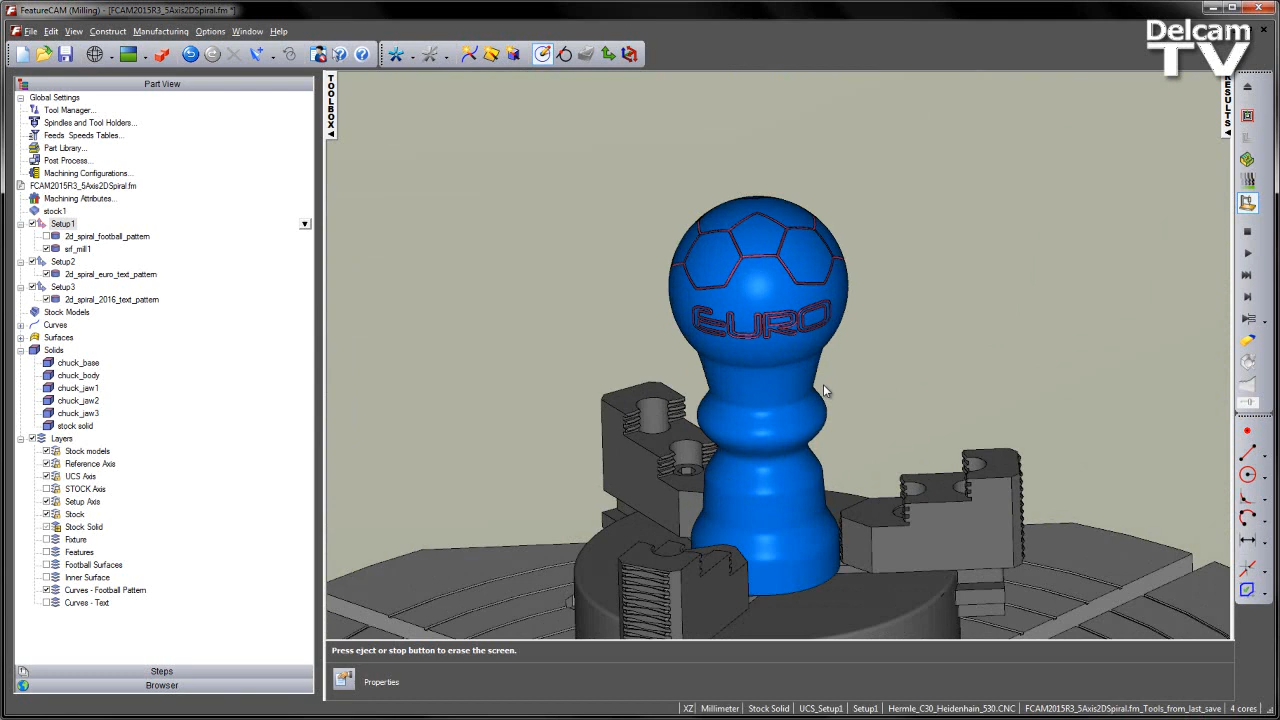 FeatureCAM (Milling) - [FCAM2015R3_5Axis2DSpiral.fm *]
File Edit View Construct Manufacturing Options Window Help
Delcam
TV
Part View
Global Settings
Tool Manager...
Spindles and Tool Holders...
Feeds Speeds Tables...
Part Library...
Post Process...
Machining Configurations...
FCAM2015R3_5Axis2DSpiral.fm
Machining Attributes...
stock1
Setup1
2d_spiral_football_pattern
srf_mill1
Setup2
2d_spiral_euro_text_pattern
Setup3
2d_spiral_2016_text_pattern
Stock Models
Curves
Surfaces
Solids
chuck_base
chuck_body
chuck_jaw1
chuck_jaw2
chuck_jaw3
stock solid
Layers
Stock models
Reference Axis
UCS Axis
STOCK Axis
Setup Axis
Stock
Stock Solid
Fixture
Features
Football Surfaces
Inner Surface
Curves - Football Pattern
Curves - Text
Steps
Browser
TOOLBOX
RESULTS
EURO
Press eject or stop button to erase the screen.
Properties
XZ Millimeter Stock Solid UCS_Setup1 Setup1 Hermle_C30_Heidenhain_530.CNC FCAM2015R3_5Axis2DSpiral.fm_Tools_from_last_save 4 cores